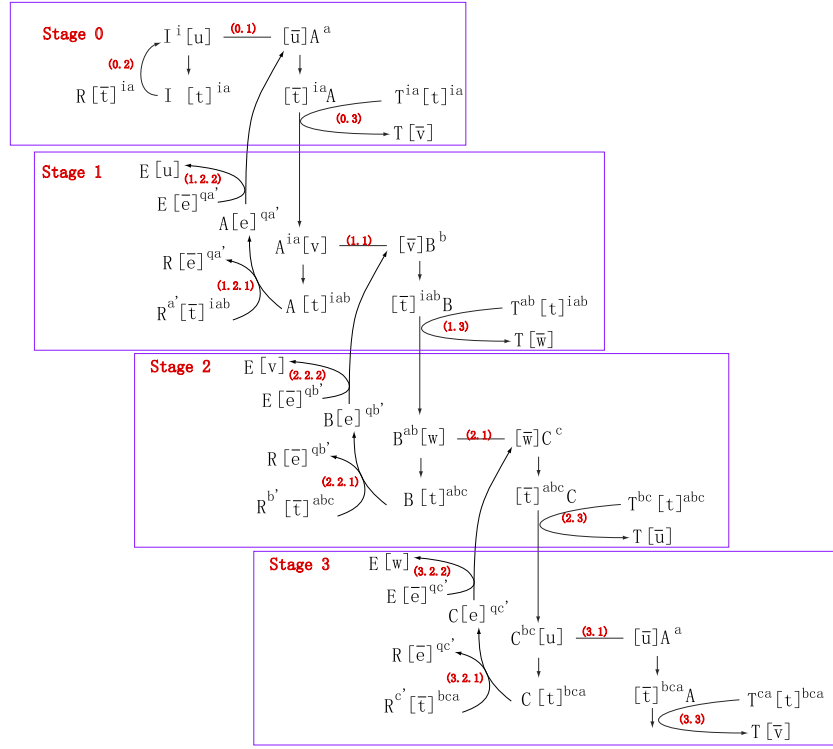 Stage 0 I^i[u] (0.1) [u̅]A^a
(0.2)
R[t̅]^ia I [t]^ia [t̅]^ia A T^ia[t]^ia
(0.3)
T[v̅]
Stage 1 E[u]
(1.2.2)
E[e̅]^qa'
A[e]^qa'
A^ia[v] (1.1) [v̅]B^b
R[e̅]^qa'
(1.2.1)
R^a'[t̅]^iab A[t]^iab [t̅]^iab B T^ab[t]^iab
(1.3)
T[w̅]
Stage 2 E[v]
(2.2.2)
E[e̅]^qb'
B[e]^qb'
B^ab[w] (2.1) [w̅]C^c
R[e̅]^qb'
(2.2.1)
R^b'[t̅]^abc B[t]^abc [t̅]^abc C T^bc[t]^abc
(2.3)
T[u̅]
Stage 3 E[w]
(3.2.2)
E[e̅]^qc'
C[e]^qc'
C^bc[u] (3.1) [u̅]A^a
R[e̅]^qc'
(3.2.1)
R^c'[t̅]^bca C[t]^bca [t̅]^bca A T^ca[t]^bca
(3.3)
T[v̅]